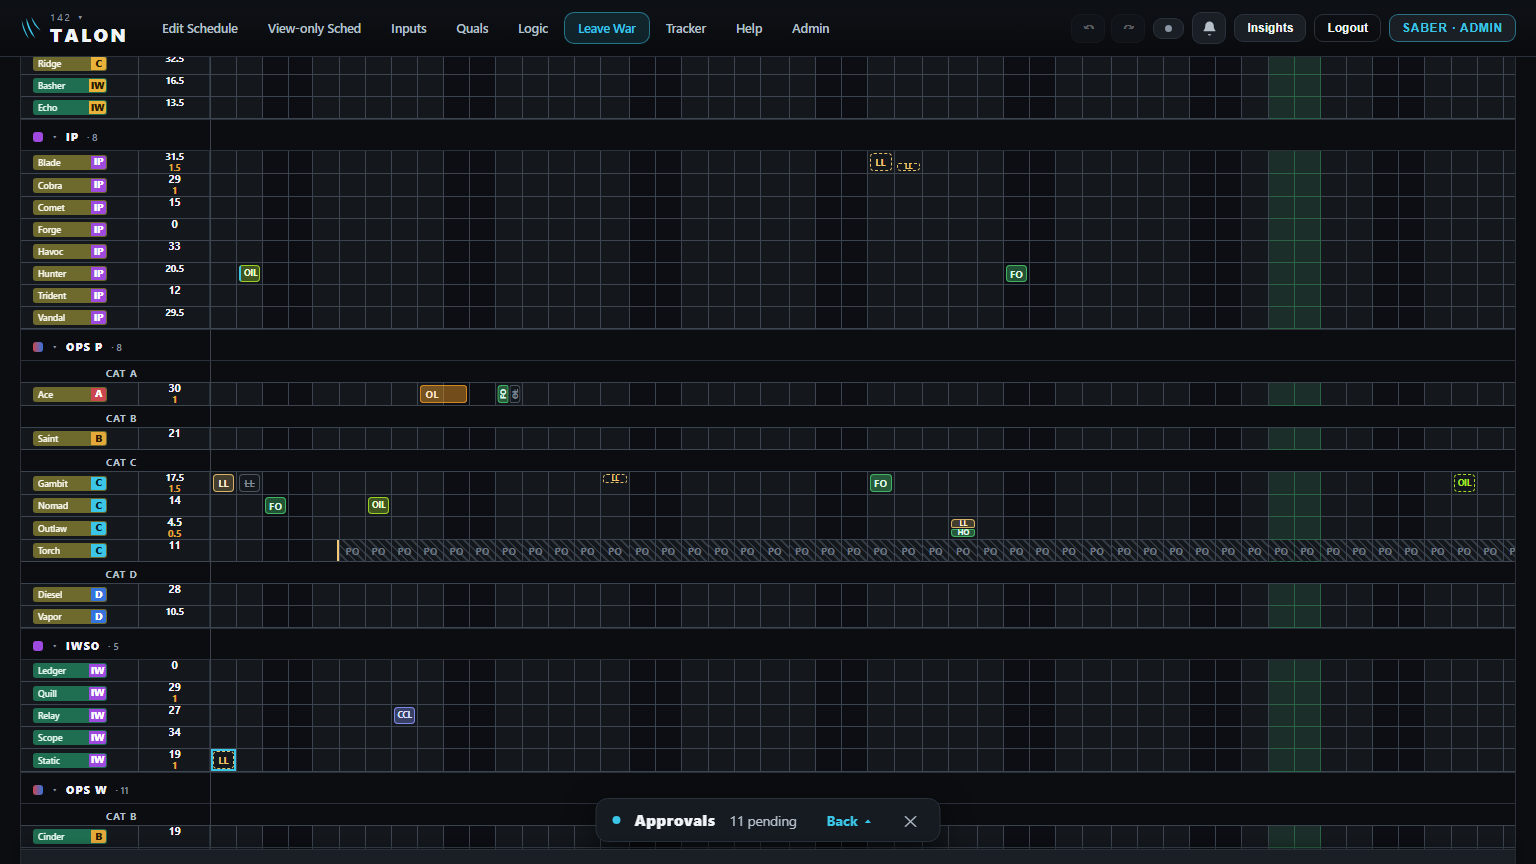 142
TALON
Edit Schedule View-only Sched Inputs Quals Logic Leave War Tracker Help Admin
Insights Logout SABER · ADMIN
Ridge C 32.5
Basher IW 16.5
Echo IW 13.5
IP · 8
Blade IP 31.5 LL LL
1.5
Cobra IP 29
1
Comet IP 15
Forge IP 0
Havoc IP 33
Hunter IP 20.5 OIL FO
Trident IP 12
Vandal IP 29.5
OPS P · 8
CAT A
Ace A 30 OL FO OL
1
CAT B
Saint B 21
CAT C
Gambit C 17.5 LL LL LL FO OIL
1.5
Nomad C 14 FO OIL
Outlaw C 4.5 LL
0.5 HO
Torch C 11 PO PO PO PO PO PO PO PO PO PO PO PO PO PO PO PO PO PO PO PO PO PO PO PO PO PO PO PO PO PO PO PO PO PO PO PO PO PO PO PO PO PO PO PO PO P
CAT D
Diesel D 28
Vapor D 10.5
IWSO · 5
Ledger IW 0
Quill IW 29
1
Relay IW 27 CCL
Scope IW 34
Static IW 19 LL
1
OPS W · 11
CAT B
Cinder B 19
Approvals 11 pending Back